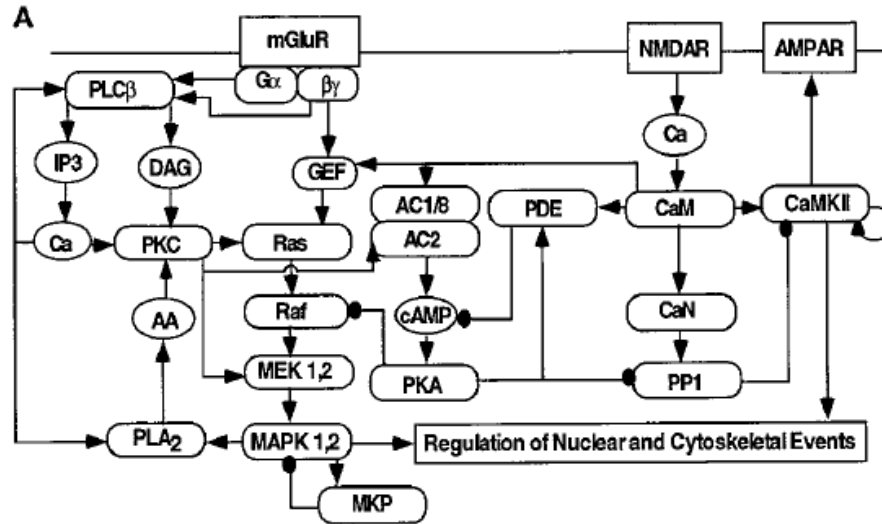 A
mGluR
NMDAR
AMPAR
Gα
βγ
PLCβ
Ca
IP3
DAG
GEF
AC1/8
PDE
CaM
CaMKII
AC2
Ca
PKC
Ras
AA
Raf
cAMP
CaN
MEK 1,2
PKA
PP1
PLA2
MAPK 1,2
Regulation of Nuclear and Cytoskeletal Events
MKP